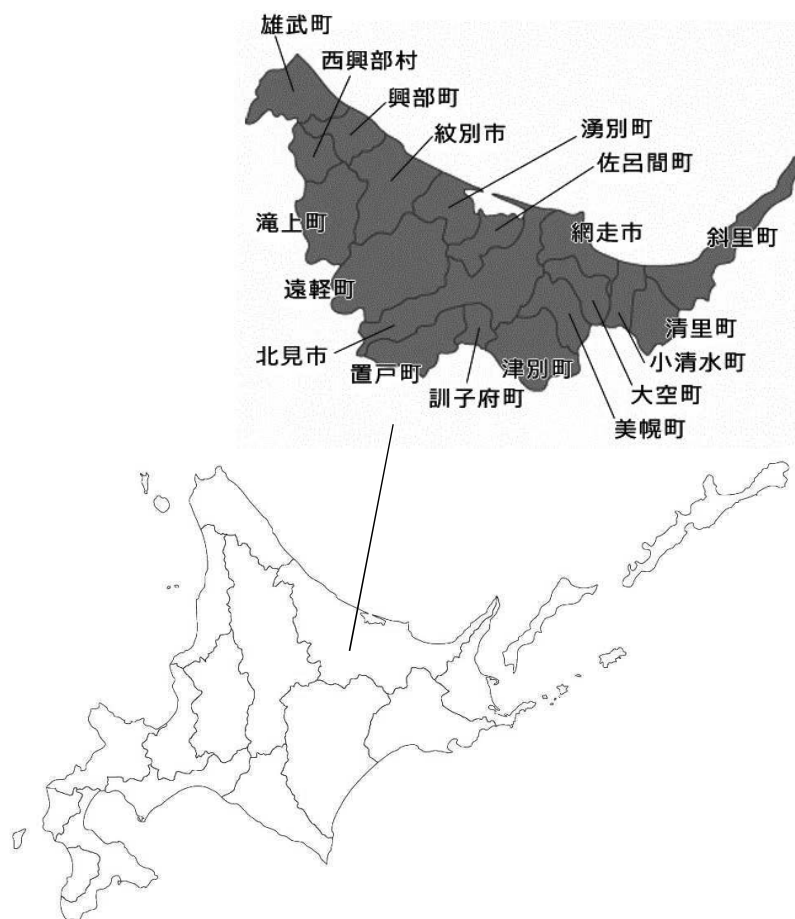 雄武町
西興部村
興部町
紋別市
湧別町
佐呂間町
網走市
斜里町
滝上町
遠軽町
清里町
北見市
小清水町
置戸町
津別町
訓子府町
大空町
美幌町